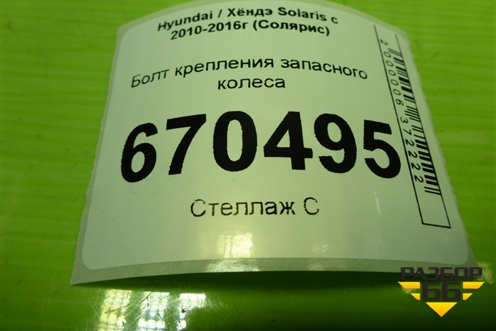 Hyundai / Хёндэ Solaris с
2010-2016г (Солярис)
Болт крепления запасного
колеса
670495
Стеллаж С
2000006372222
РАЗБОР
66